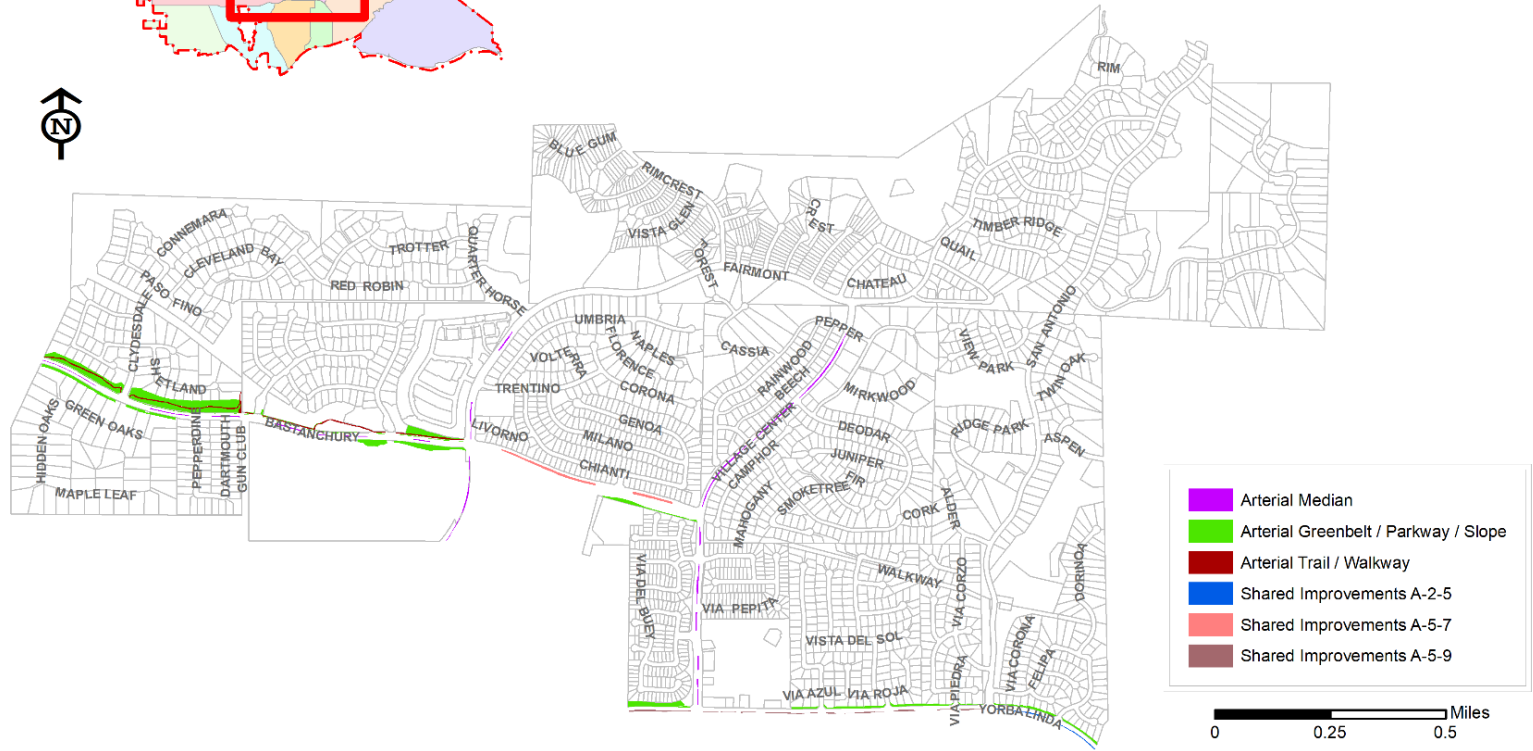 N
RIM
BLUE GUM
RIMCREST
VISTA GLEN
CREST
TIMBER RIDGE
QUAIL
CONNEMARA
CLEVELAND BAY
TROTTER
QUARTER HORSE
FOREST
FAIRMONT
CHATEAU
PASO FINO
RED ROBIN
SAN ANTONIO
CLYDESDALE
UMBRIA
NAPLES
FLORENCE
VOLTERRA
PEPPER
CASSIA
VIEW PARK
RAINWOOD
BEECH
MIRKWOOD
TWIN OAK
SHETLAND
TRENTINO
CORONA
HIDDEN OAKS
GREEN OAKS
PEPPERDINE
DARTMOUTH
GUN CLUB
BASTANCHURY
LIVORNO
GENOA
MILANO
CHIANTI
VILLAGE CENTER
CAMPHOR
DEODAR
JUNIPER
FIR
SMOKETREE
MAHOGANY
RIDGE PARK
ASPEN
MAPLE LEAF
CORK
ALDER
VIA DEL BUEY
WALKWAY
VIA CORZO
DORINOA
VIA PEPITA
VISTA DEL SOL
VIA CORONA
FELIPA
VIA AZUL
VIA ROJA
VIA PIEDRA
YORBA LINDA
Arterial Median
Arterial Greenbelt / Parkway / Slope
Arterial Trail / Walkway
Shared Improvements A-2-5
Shared Improvements A-5-7
Shared Improvements A-5-9
Miles
0 0.25 0.5